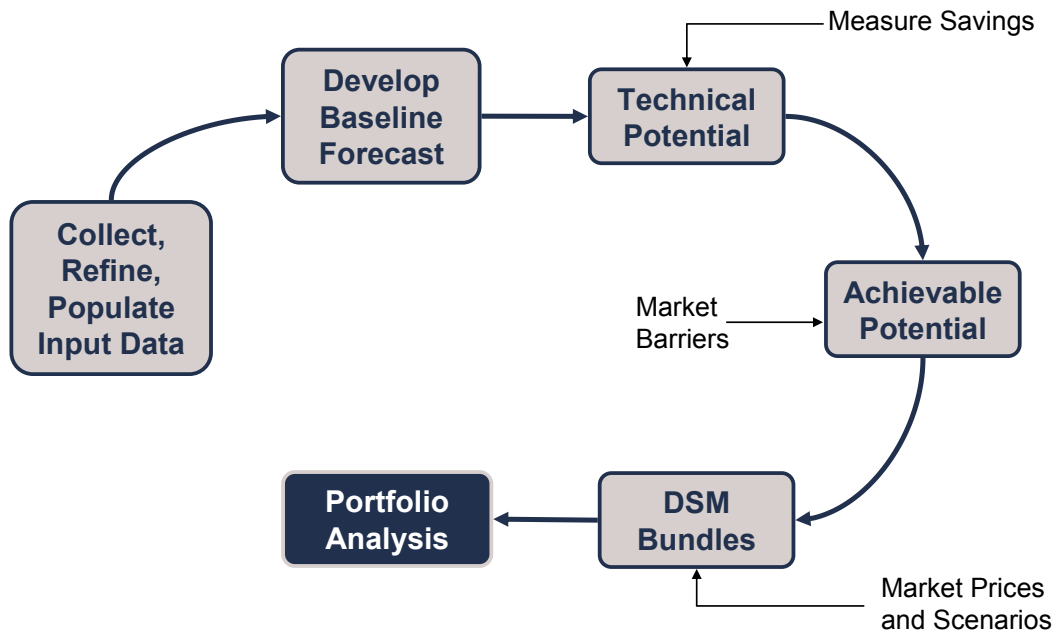 Measure Savings
Develop
Baseline
Forecast
Technical
Potential
Collect,
Refine,
Populate
Input Data
Market
Barriers
Achievable
Potential
Portfolio
Analysis
DSM
Bundles
Market Prices
and Scenarios